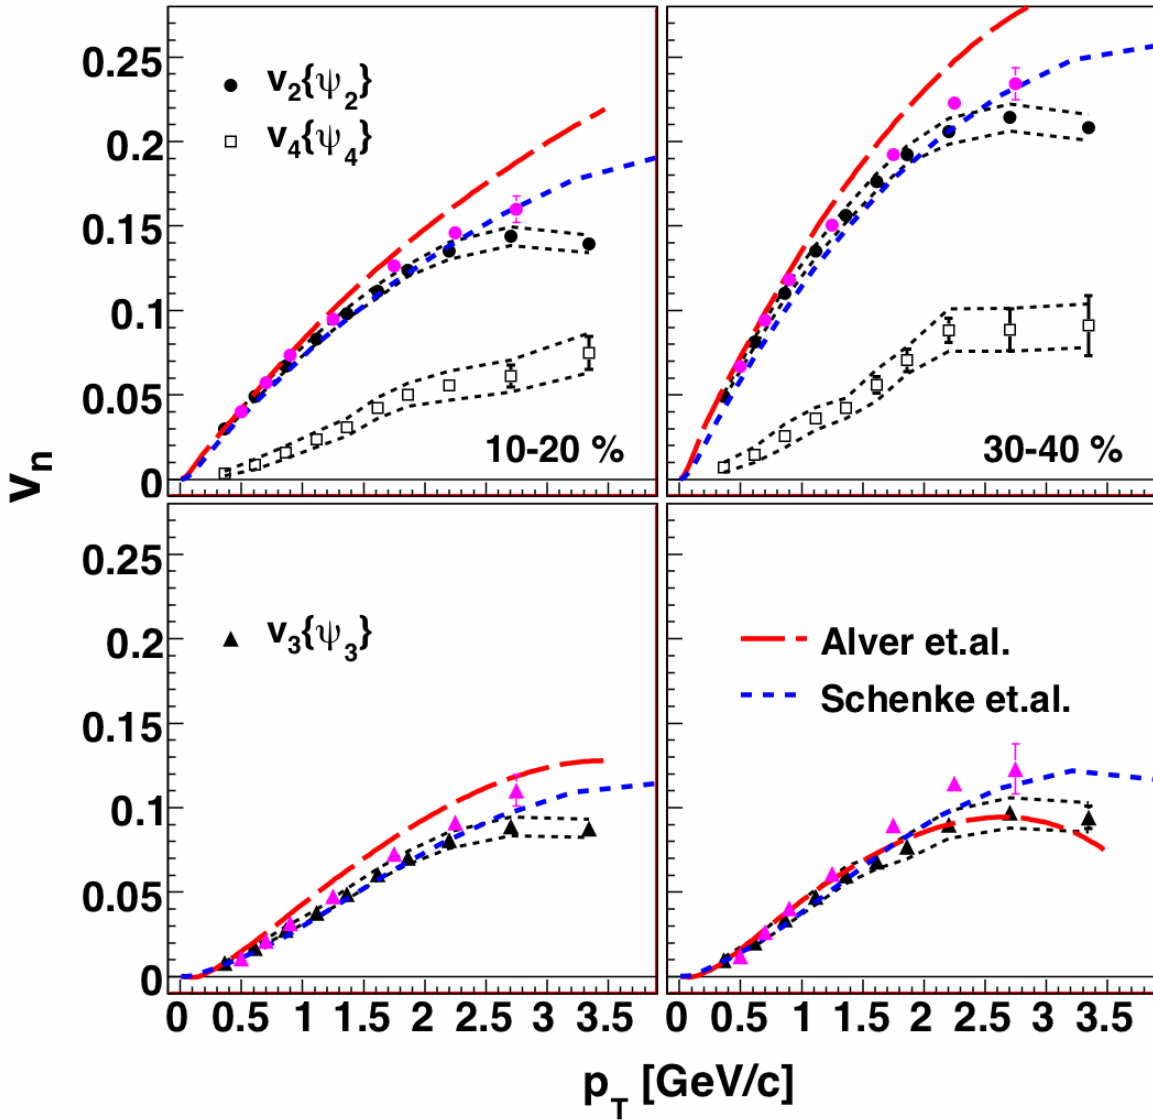 0.25
v2{ψ2}
v4{ψ4}
0.2
0.15
0.1
0.05
0
10-20 %
30-40 %
vn
0.25
0.2
0.15
0.1
0.05
0
v3{ψ3}
Alver et.al.
Schenke et.al.
0 0.5 1 1.5 2 2.5 3 3.5
0 0.5 1 1.5 2 2.5 3 3.5
pT [GeV/c]